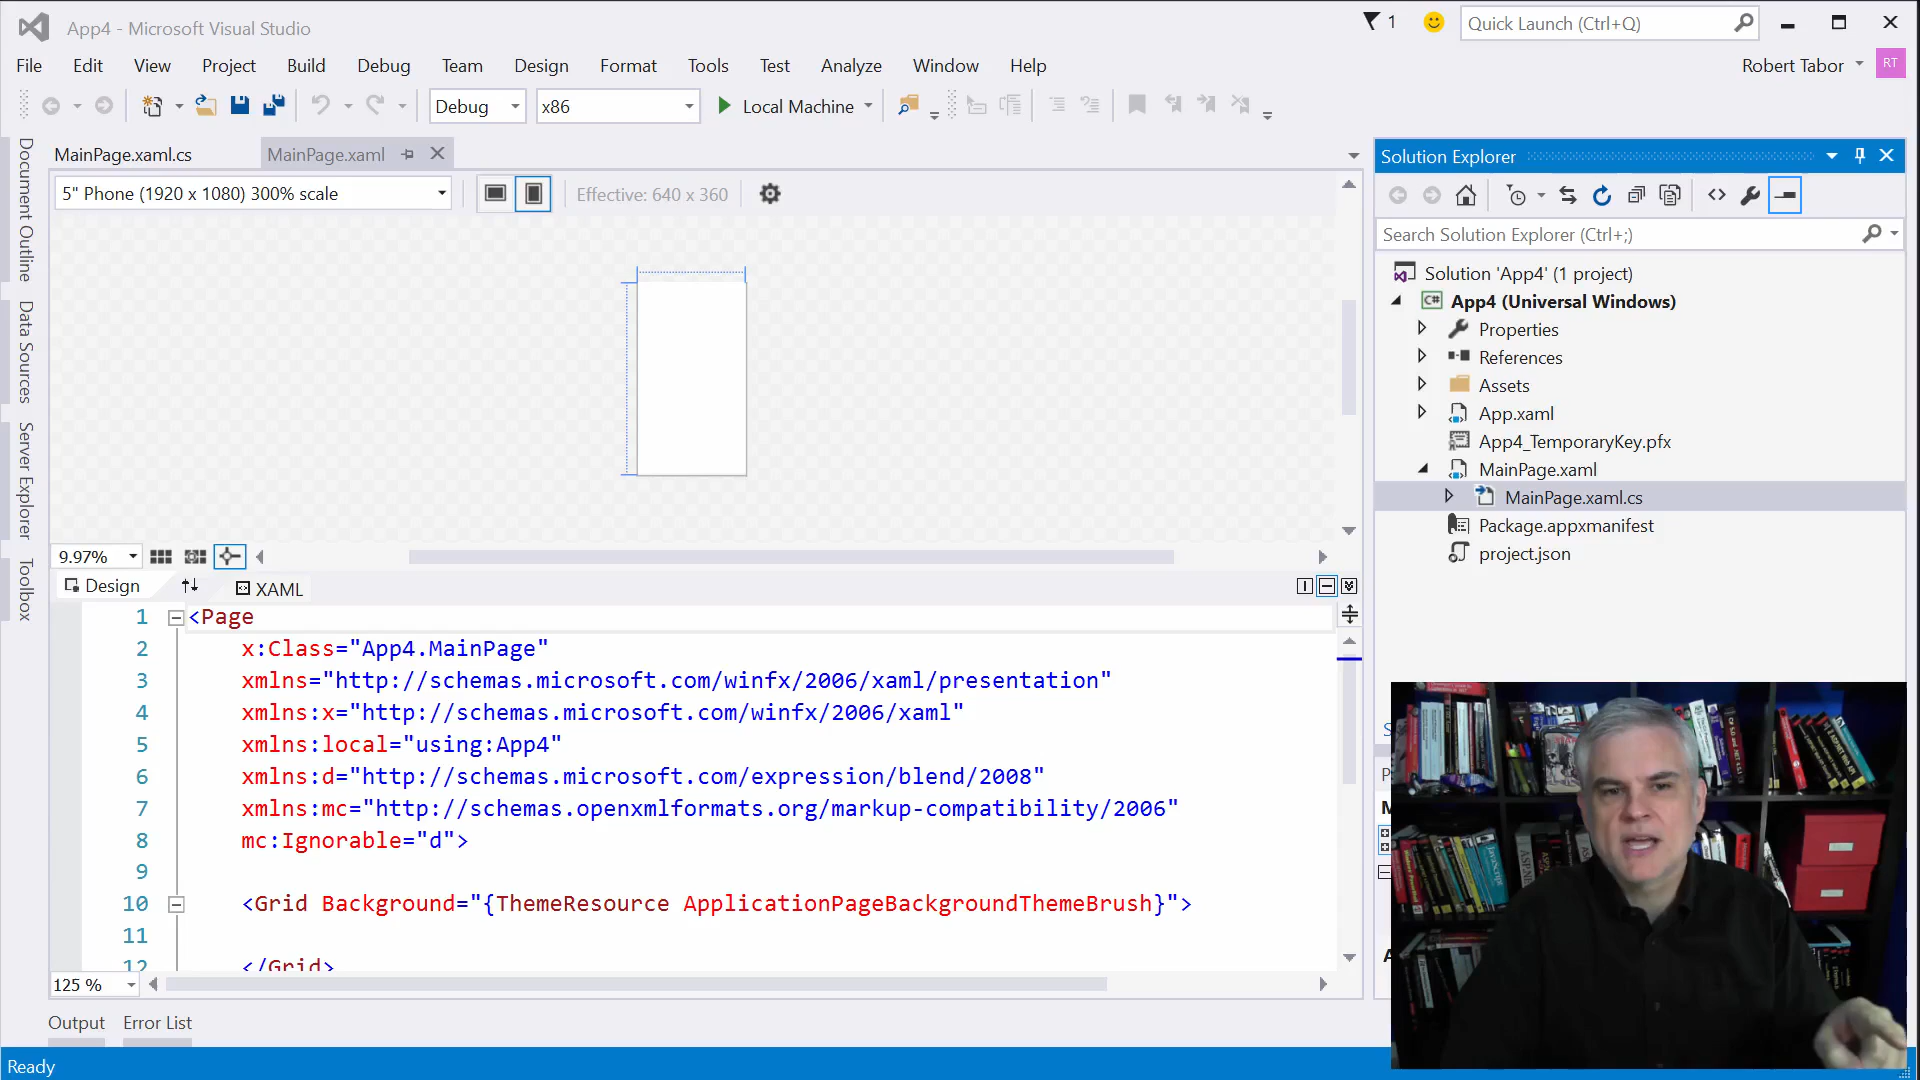 App4 - Microsoft Visual Studio
1
Quick Launch (Ctrl+Q)
File Edit View Project Build Debug Team Design Format Tools Test Analyze Window Help
Robert Tabor
RT
Debug x86 Local Machine
Document Outline
Data Sources
Server Explorer
Toolbox
MainPage.xaml.cs MainPage.xaml
5" Phone (1920 x 1080) 300% scale
Effective: 640 x 360
9.97%
Design XAML
1 <Page
2 x:Class="App4.MainPage"
3 xmlns="http://schemas.microsoft.com/winfx/2006/xaml/presentation"
4 xmlns:x="http://schemas.microsoft.com/winfx/2006/xaml"
5 xmlns:local="using:App4"
6 xmlns:d="http://schemas.microsoft.com/expression/blend/2008"
7 xmlns:mc="http://schemas.openxmlformats.org/markup-compatibility/2006"
8 mc:Ignorable="d">
9
10 <Grid Background="{ThemeResource ApplicationPageBackgroundThemeBrush}">
11
12 </Grid>
125 %
Output Error List
Ready
Solution Explorer
Search Solution Explorer (Ctrl+;)
Solution 'App4' (1 project)
C# App4 (Universal Windows)
Properties
References
Assets
App.xaml
App4_TemporaryKey.pfx
MainPage.xaml
MainPage.xaml.cs
Package.appxmanifest
project.json